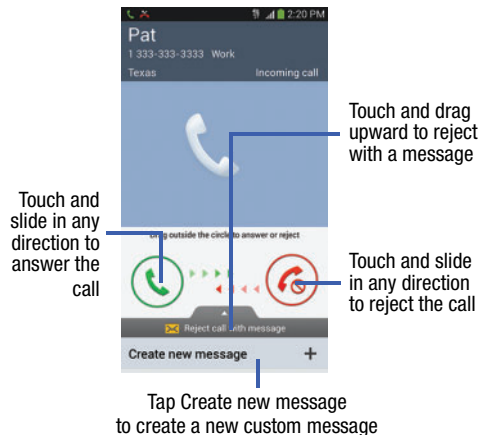 2:20 PM
Pat
1 333-333-3333 Work
Texas
Incoming call
Touch and drag
upward to reject
with a message
Touch and
slide in any
direction to
answer the
call
Drag outside the circle to answer or reject
Touch and slide
in any direction
to reject the call
Reject call with message
Create new message +
Tap Create new message
to create a new custom message